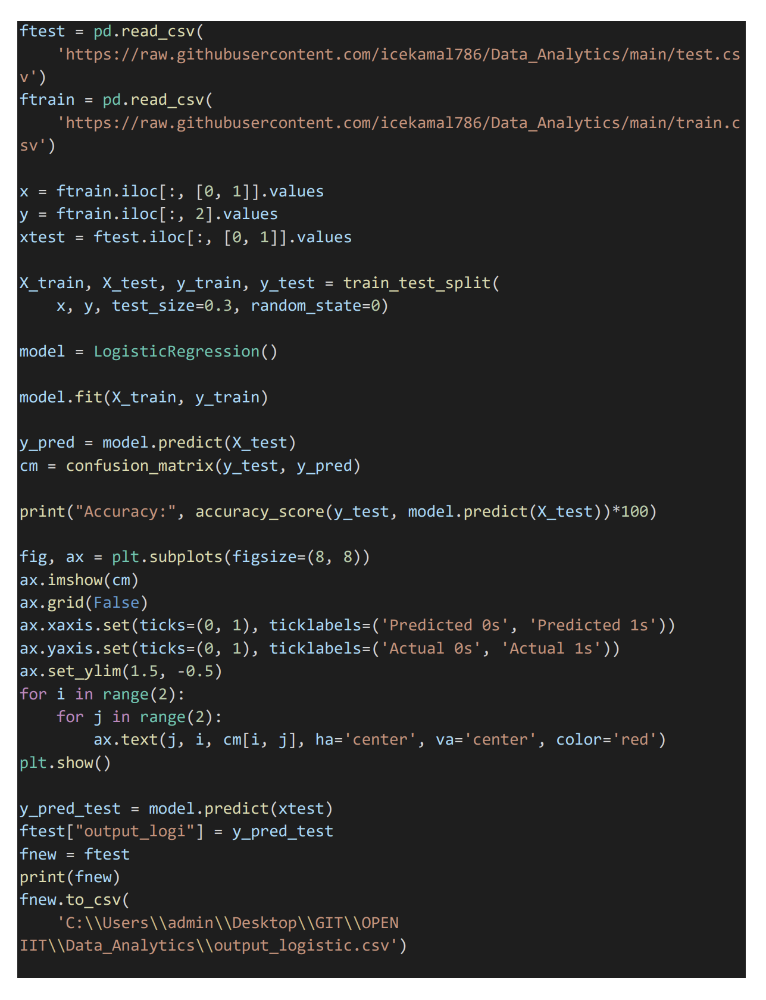 ftest = pd.read_csv(
    'https://raw.githubusercontent.com/icekamal786/Data_Analytics/main/test.cs
v')
ftrain = pd.read_csv(
    'https://raw.githubusercontent.com/icekamal786/Data_Analytics/main/train.c
sv')

x = ftrain.iloc[:, [0, 1]].values
y = ftrain.iloc[:, 2].values
xtest = ftest.iloc[:, [0, 1]].values

X_train, X_test, y_train, y_test = train_test_split(
    x, y, test_size=0.3, random_state=0)

model = LogisticRegression()

model.fit(X_train, y_train)

y_pred = model.predict(X_test)
cm = confusion_matrix(y_test, y_pred)

print("Accuracy:", accuracy_score(y_test, model.predict(X_test))*100)

fig, ax = plt.subplots(figsize=(8, 8))
ax.imshow(cm)
ax.grid(False)
ax.xaxis.set(ticks=(0, 1), ticklabels=('Predicted 0s', 'Predicted 1s'))
ax.yaxis.set(ticks=(0, 1), ticklabels=('Actual 0s', 'Actual 1s'))
ax.set_ylim(1.5, -0.5)
for i in range(2):
    for j in range(2):
        ax.text(j, i, cm[i, j], ha='center', va='center', color='red')
plt.show()

y_pred_test = model.predict(xtest)
ftest["output_logi"] = y_pred_test
fnew = ftest
print(fnew)
fnew.to_csv(
    'C:\\Users\\admin\\Desktop\\GIT\\OPEN
IIT\\Data_Analytics\\output_logistic.csv')